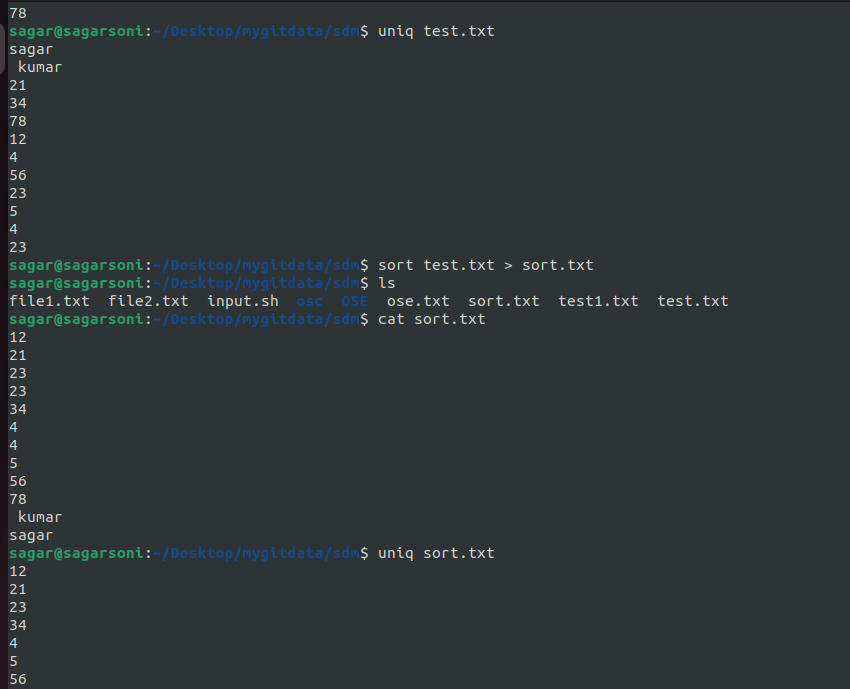 78
sagar@sagarsoni:~/Desktop/mygitdata/sdm$ uniq test.txt
sagar
 kumar
21
34
78
12
4
56
23
5
4
23
sagar@sagarsoni:~/Desktop/mygitdata/sdm$ sort test.txt > sort.txt
sagar@sagarsoni:~/Desktop/mygitdata/sdm$ ls
file1.txt  file2.txt  input.sh  osc  OSE  ose.txt  sort.txt  test1.txt  test.txt
sagar@sagarsoni:~/Desktop/mygitdata/sdm$ cat sort.txt
12
21
23
23
34
4
4
5
56
78
 kumar
sagar
sagar@sagarsoni:~/Desktop/mygitdata/sdm$ uniq sort.txt
12
21
23
34
4
5
56